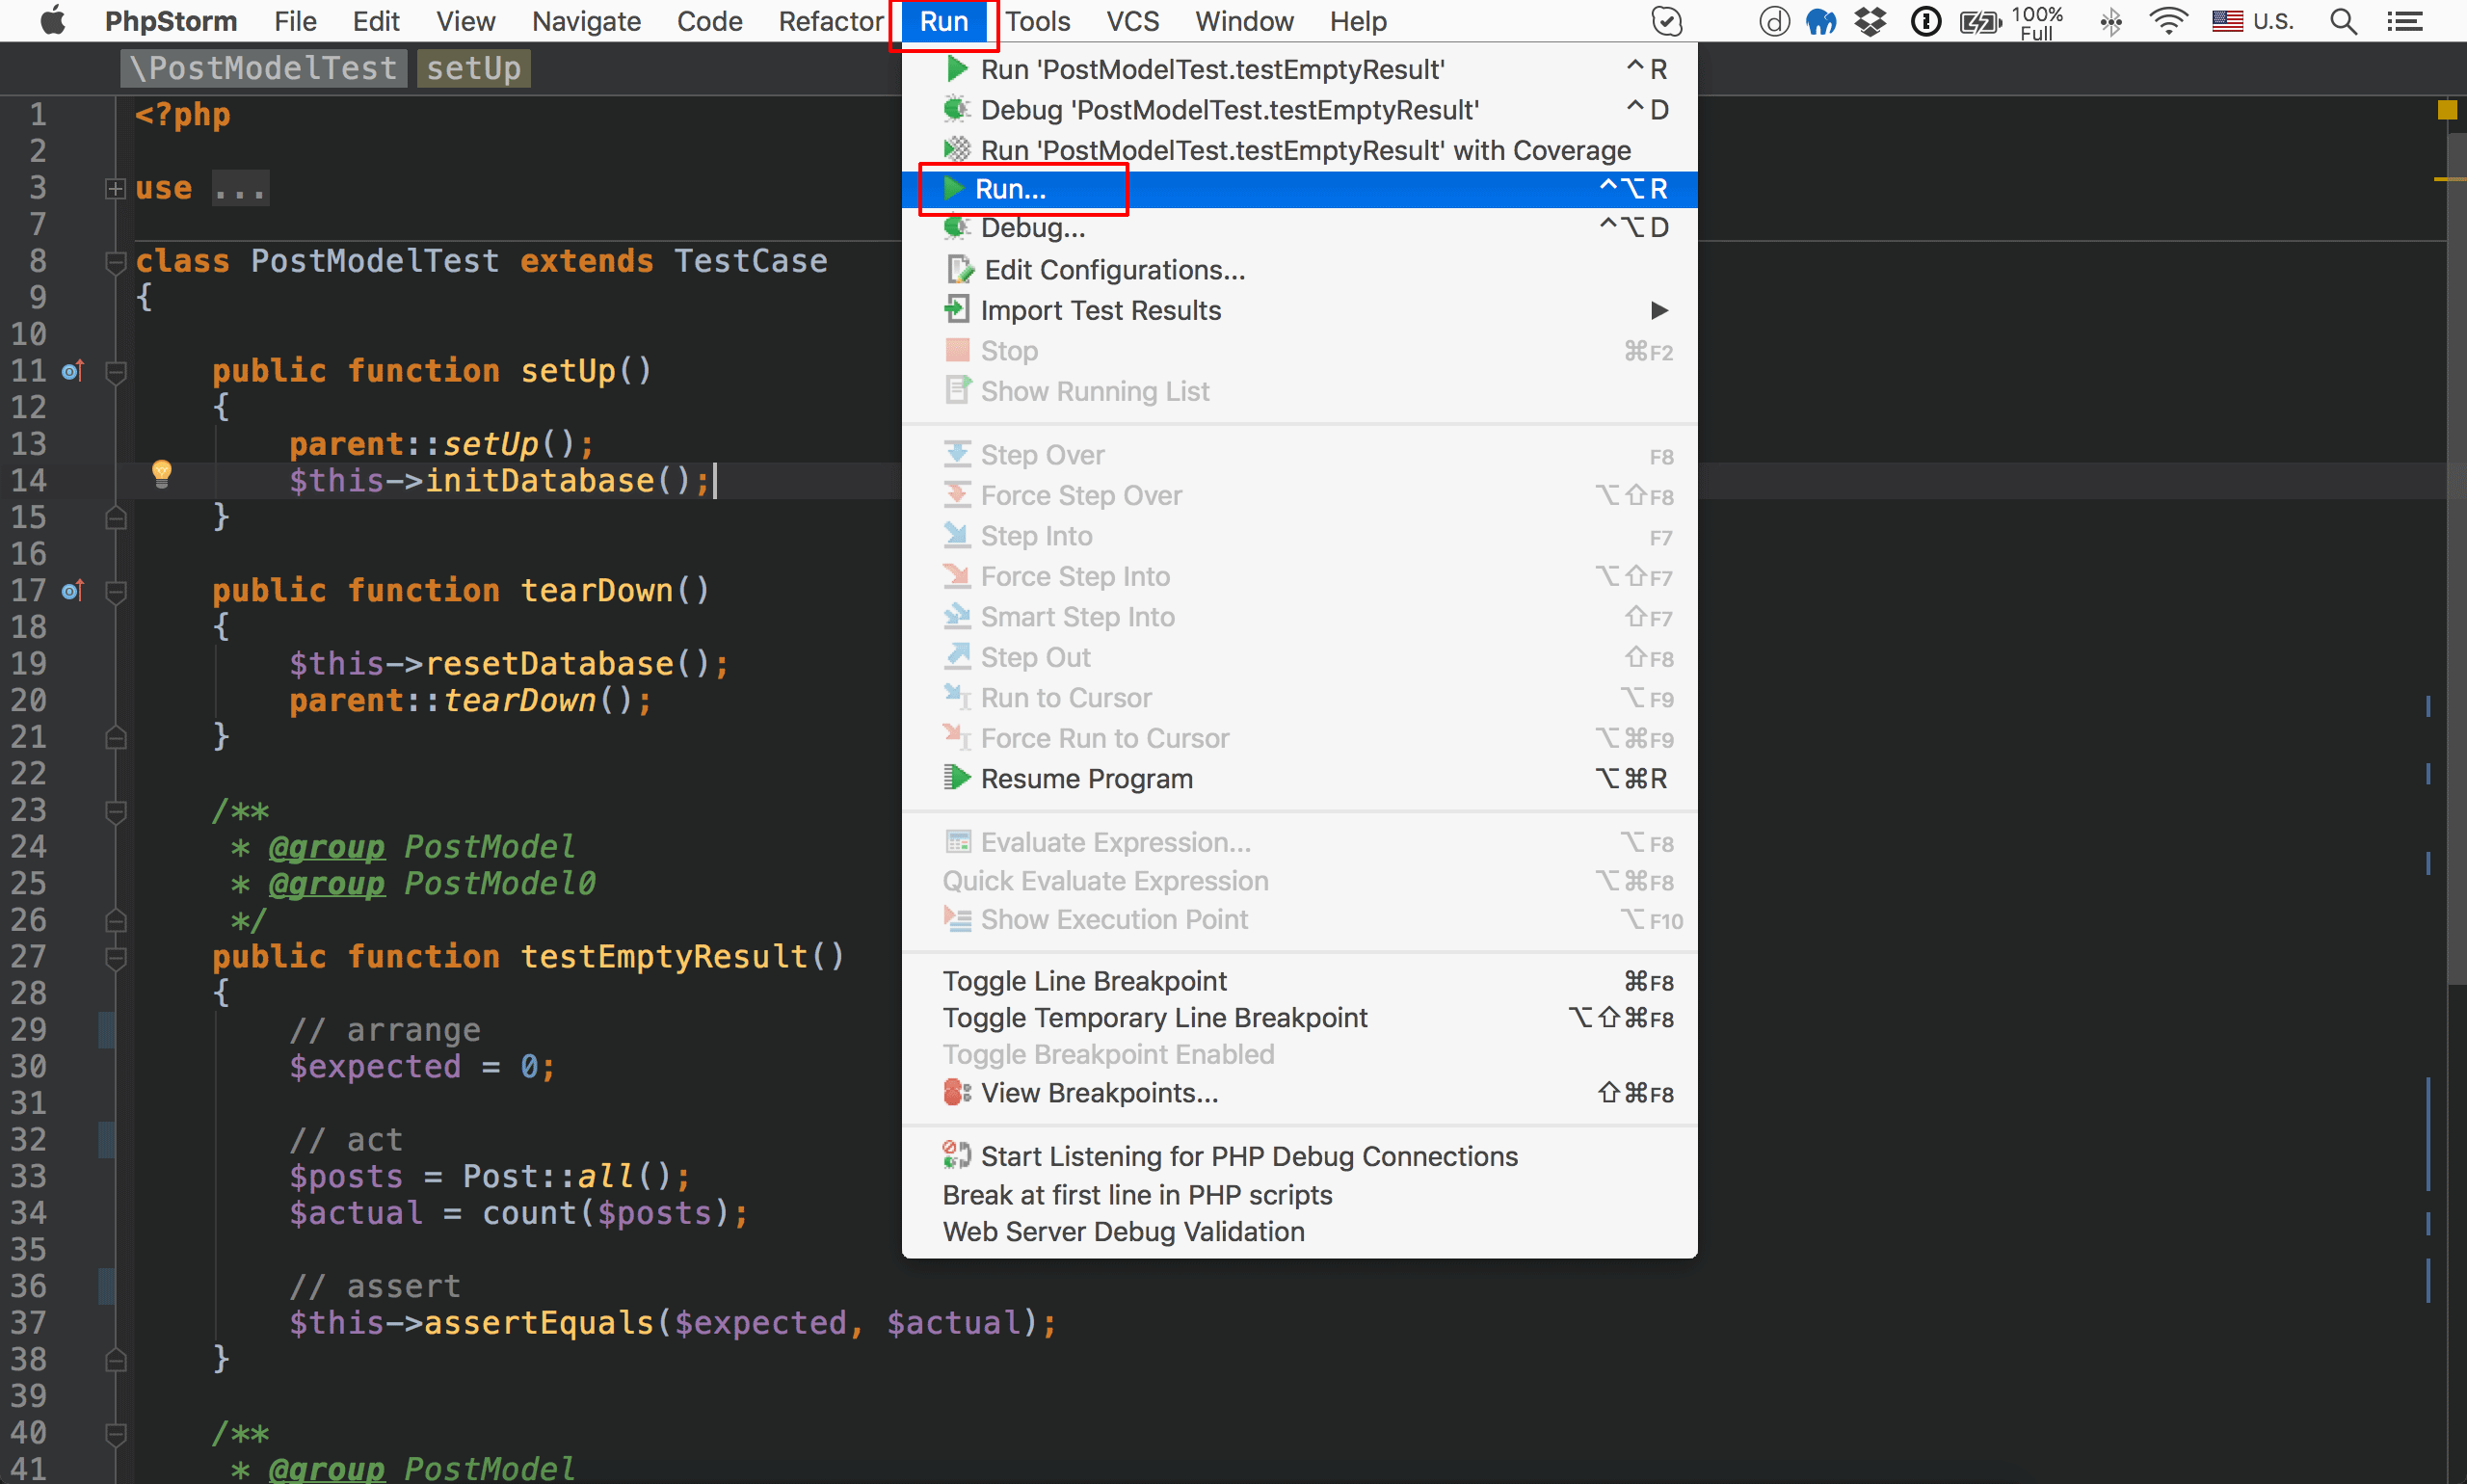 PhpStorm File Edit View Navigate Code Refactor Run Tools VCS Window Help 100% Full U.S.
\PostModelTest setUp
1 <?php
2
3 use ...
7
8 class PostModelTest extends TestCase
9 {
10
11 public function setUp()
12 {
13 parent::setUp();
14 $this->initDatabase();
15 }
16
17 public function tearDown()
18 {
19 $this->resetDatabase();
20 parent::tearDown();
21 }
22
23 /**
24 * @group PostModel
25 * @group PostModel0
26 */
27 public function testEmptyResult()
28 {
29 // arrange
30 $expected = 0;
31
32 // act
33 $posts = Post::all();
34 $actual = count($posts);
35
36 // assert
37 $this->assertEquals($expected, $actual);
38 }
39
40 /**
41 * @group PostModel
Run 'PostModelTest.testEmptyResult' ^R
Debug 'PostModelTest.testEmptyResult' ^D
Run 'PostModelTest.testEmptyResult' with Coverage
Run... ^⌥R
Debug... ^⌥D
Edit Configurations...
Import Test Results
Stop ⌘F2
Show Running List
Step Over F8
Force Step Over ⌥⇧F8
Step Into F7
Force Step Into ⌥⇧F7
Smart Step Into ⇧F7
Step Out ⇧F8
Run to Cursor ⌥F9
Force Run to Cursor ⌥⌘F9
Resume Program ⌥⌘R
Evaluate Expression... ⌥F8
Quick Evaluate Expression ⌥⌘F8
Show Execution Point ⌥F10
Toggle Line Breakpoint ⌘F8
Toggle Temporary Line Breakpoint ⌥⇧⌘F8
Toggle Breakpoint Enabled
View Breakpoints... ⇧⌘F8
Start Listening for PHP Debug Connections
Break at first line in PHP scripts
Web Server Debug Validation